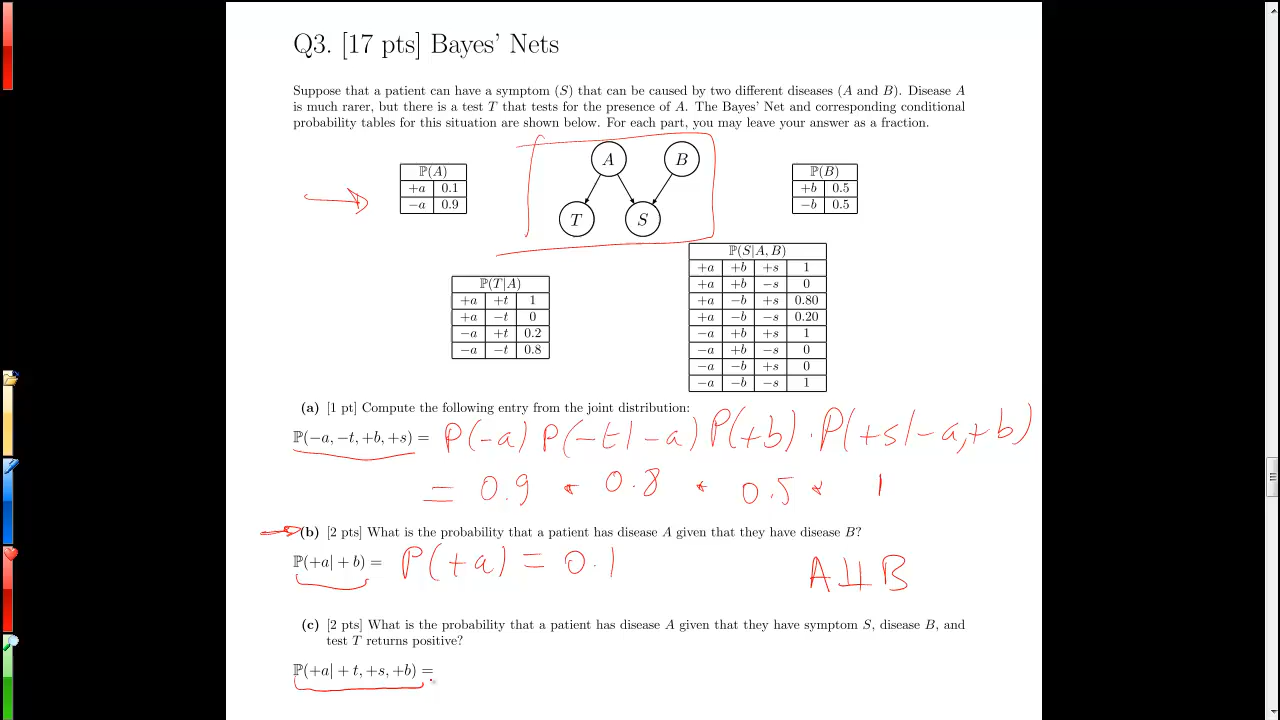 Q3. [17 pts] Bayes' Nets
Suppose that a patient can have a symptom (S) that can be caused by two different diseases (A and B). Disease A
is much rarer, but there is a test T that tests for the presence of A. The Bayes' Net and corresponding conditional
probability tables for this situation are shown below. For each part, you may leave your answer as a fraction.
ℙ(A)
+a 0.1
−a 0.9
A B
T S
ℙ(B)
+b 0.5
−b 0.5
ℙ(T|A)
+a +t 1
+a −t 0
−a +t 0.2
−a −t 0.8
ℙ(S|A, B)
+a +b +s 1
+a +b −s 0
+a −b +s 0.80
+a −b −s 0.20
−a +b +s 1
−a +b −s 0
−a −b +s 0
−a −b −s 1
(a) [1 pt] Compute the following entry from the joint distribution:
ℙ(−a, −t, +b, +s) = P(-a) P(-t|-a) P(+b) · P(+s|-a,+b)
= 0.9 * 0.8 * 0.5 * 1
(b) [2 pts] What is the probability that a patient has disease A given that they have disease B?
ℙ(+a| + b) = P(+a) = 0.1 A ⫫ B
(c) [2 pts] What is the probability that a patient has disease A given that they have symptom S, disease B, and
test T returns positive?
ℙ(+a| + t, +s, +b) =